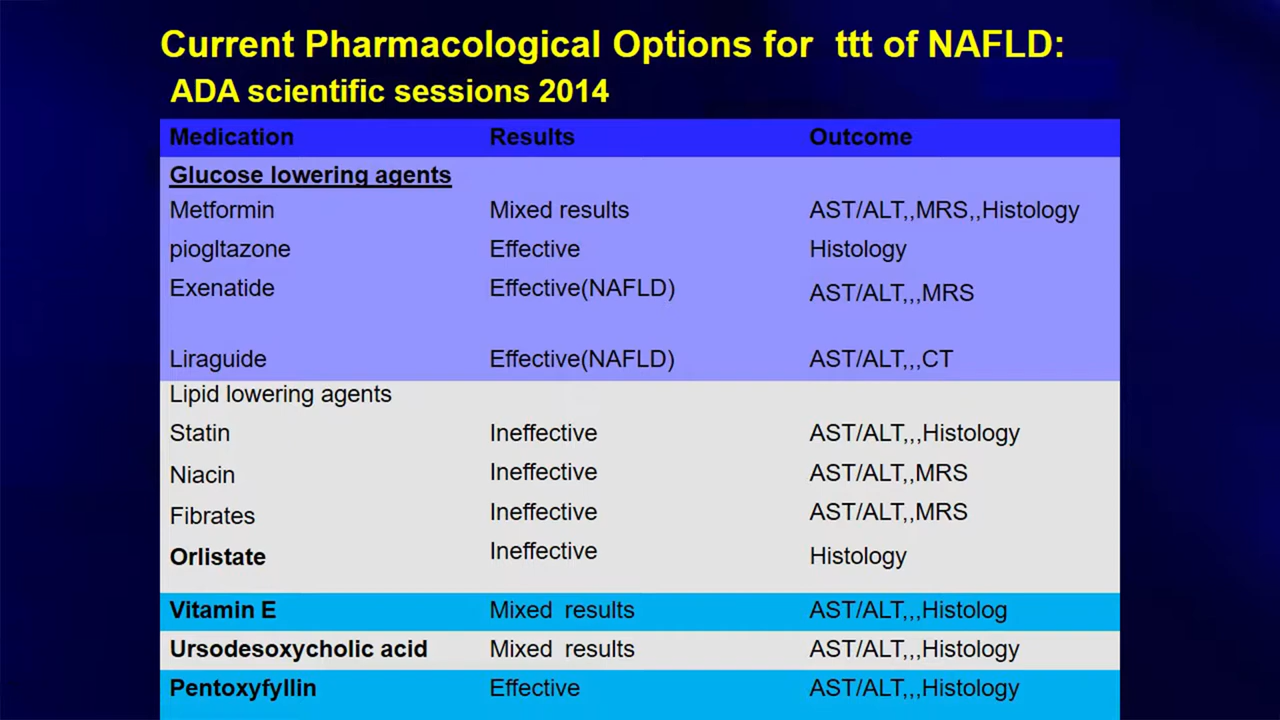 Current Pharmacological Options for ttt of NAFLD:
ADA scientific sessions 2014
Medication Results Outcome
Glucose lowering agents
Metformin Mixed results AST/ALT,,MRS,,Histology
piogltazone Effective Histology
Exenatide Effective(NAFLD) AST/ALT,,,MRS
Liraguide Effective(NAFLD) AST/ALT,,,CT
Lipid lowering agents
Statin Ineffective AST/ALT,,,Histology
Niacin Ineffective AST/ALT,,MRS
Fibrates Ineffective AST/ALT,,MRS
Orlistate Ineffective Histology
Vitamin E Mixed results AST/ALT,,,Histolog
Ursodesoxycholic acid Mixed results AST/ALT,,,Histology
Pentoxyfyllin Effective AST/ALT,,,Histology